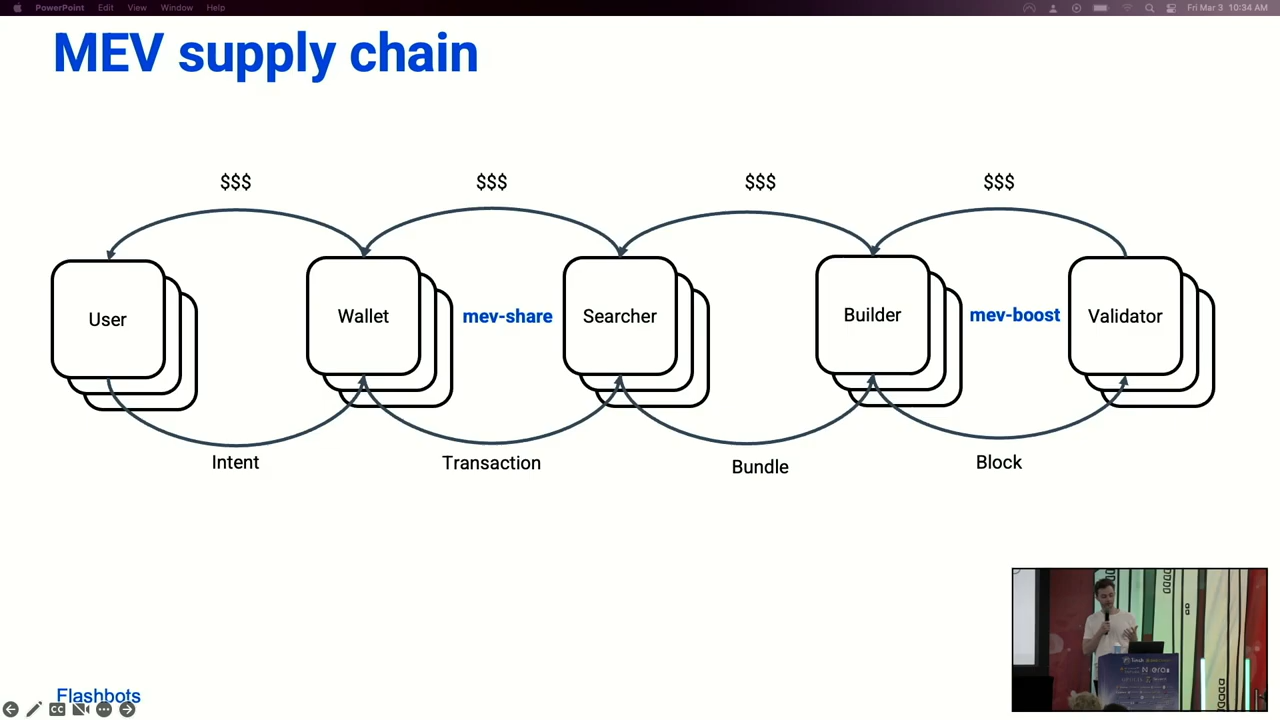 PowerPoint Edit View Window Help Fri Mar 3 10:34 AM
MEV supply chain
$$$ $$$ $$$ $$$
User Wallet mev-share Searcher Builder mev-boost Validator
Intent Transaction Bundle Block
Flashbots
CC